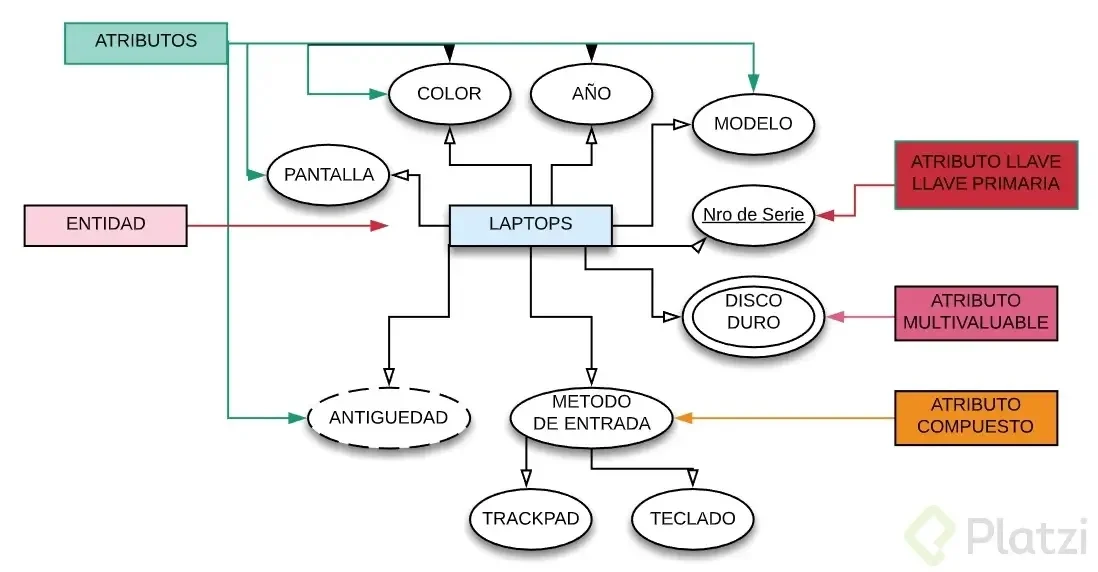 ATRIBUTOS
COLOR
AÑO
MODELO
PANTALLA
ATRIBUTO LLAVE
LLAVE PRIMARIA
ENTIDAD
LAPTOPS
Nro de Serie
DISCO
DURO
ATRIBUTO
MULTIVALUABLE
ANTIGUEDAD
METODO
DE ENTRADA
ATRIBUTO
COMPUESTO
TRACKPAD
TECLADO
Platzi